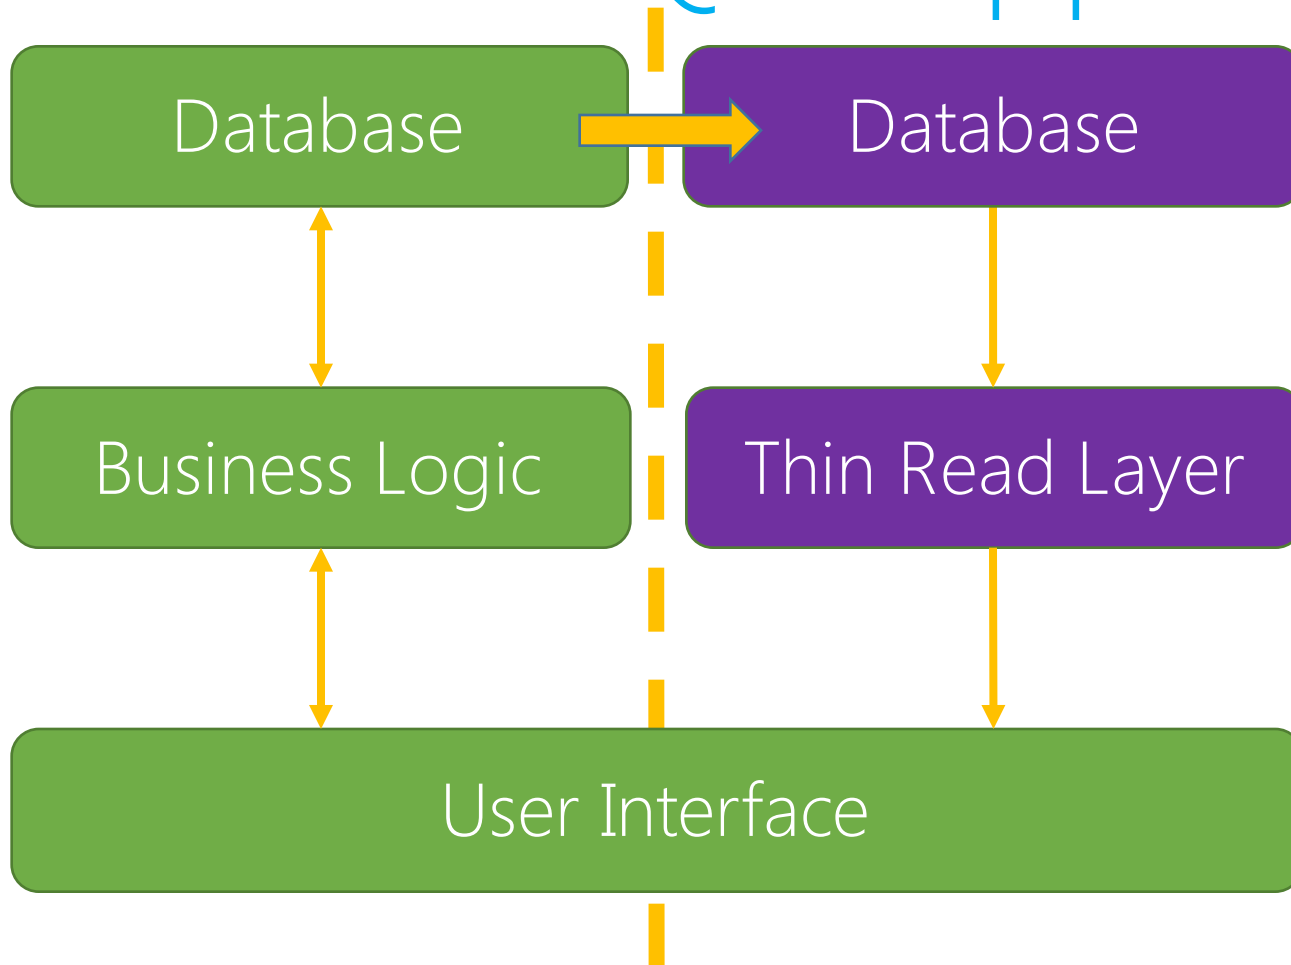 Database
Database
Business Logic
Thin Read Layer
User Interface